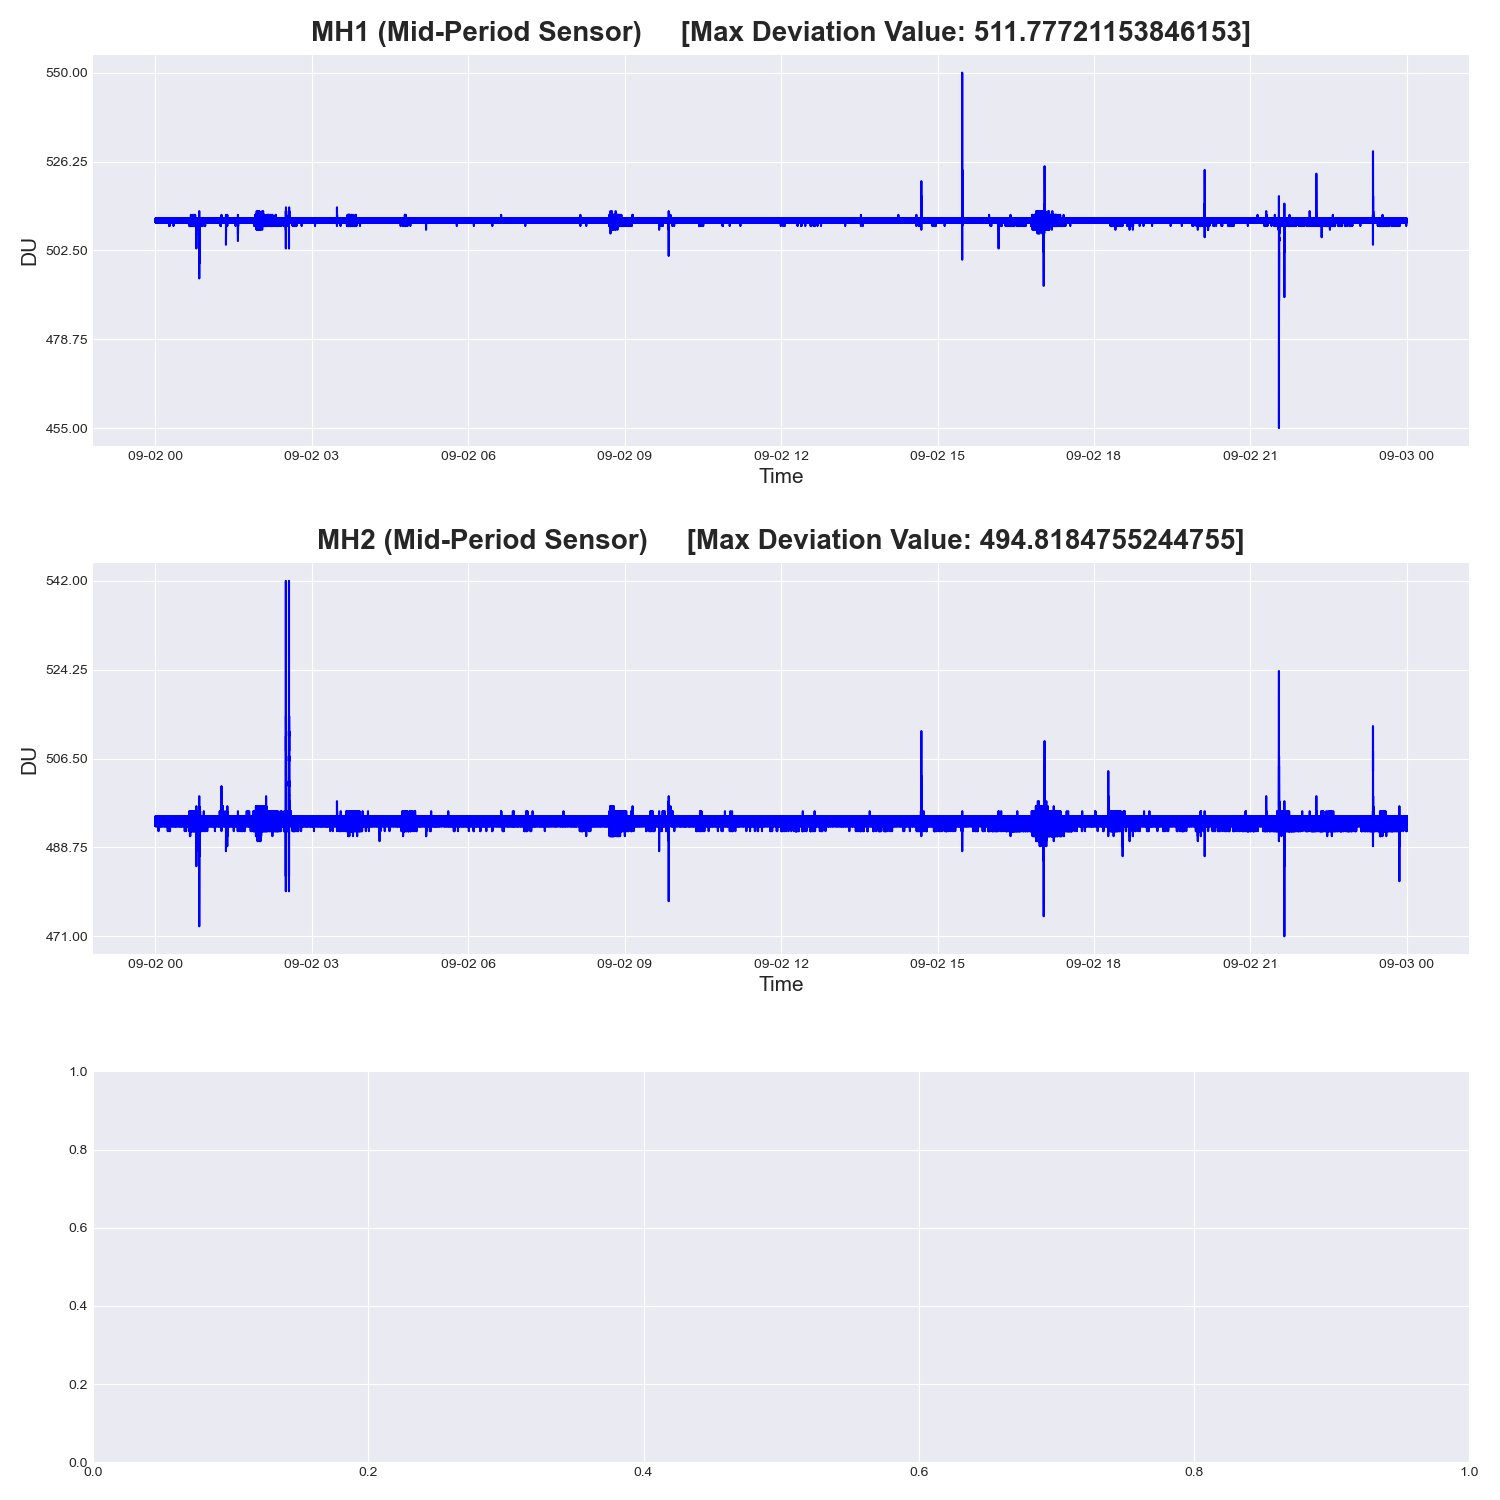 MH1 (Mid-Period Sensor) [Max Deviation Value: 511.77721153846153]
550.00
526.25
502.50
478.75
455.00
DU
09-02 00 09-02 03 09-02 06 09-02 09 09-02 12 09-02 15 09-02 18 09-02 21 09-03 00
Time
MH2 (Mid-Period Sensor) [Max Deviation Value: 494.8184755244755]
542.00
524.25
506.50
488.75
471.00
DU
09-02 00 09-02 03 09-02 06 09-02 09 09-02 12 09-02 15 09-02 18 09-02 21 09-03 00
Time
1.0
0.8
0.6
0.4
0.2
0.0
0.0 0.2 0.4 0.6 0.8 1.0